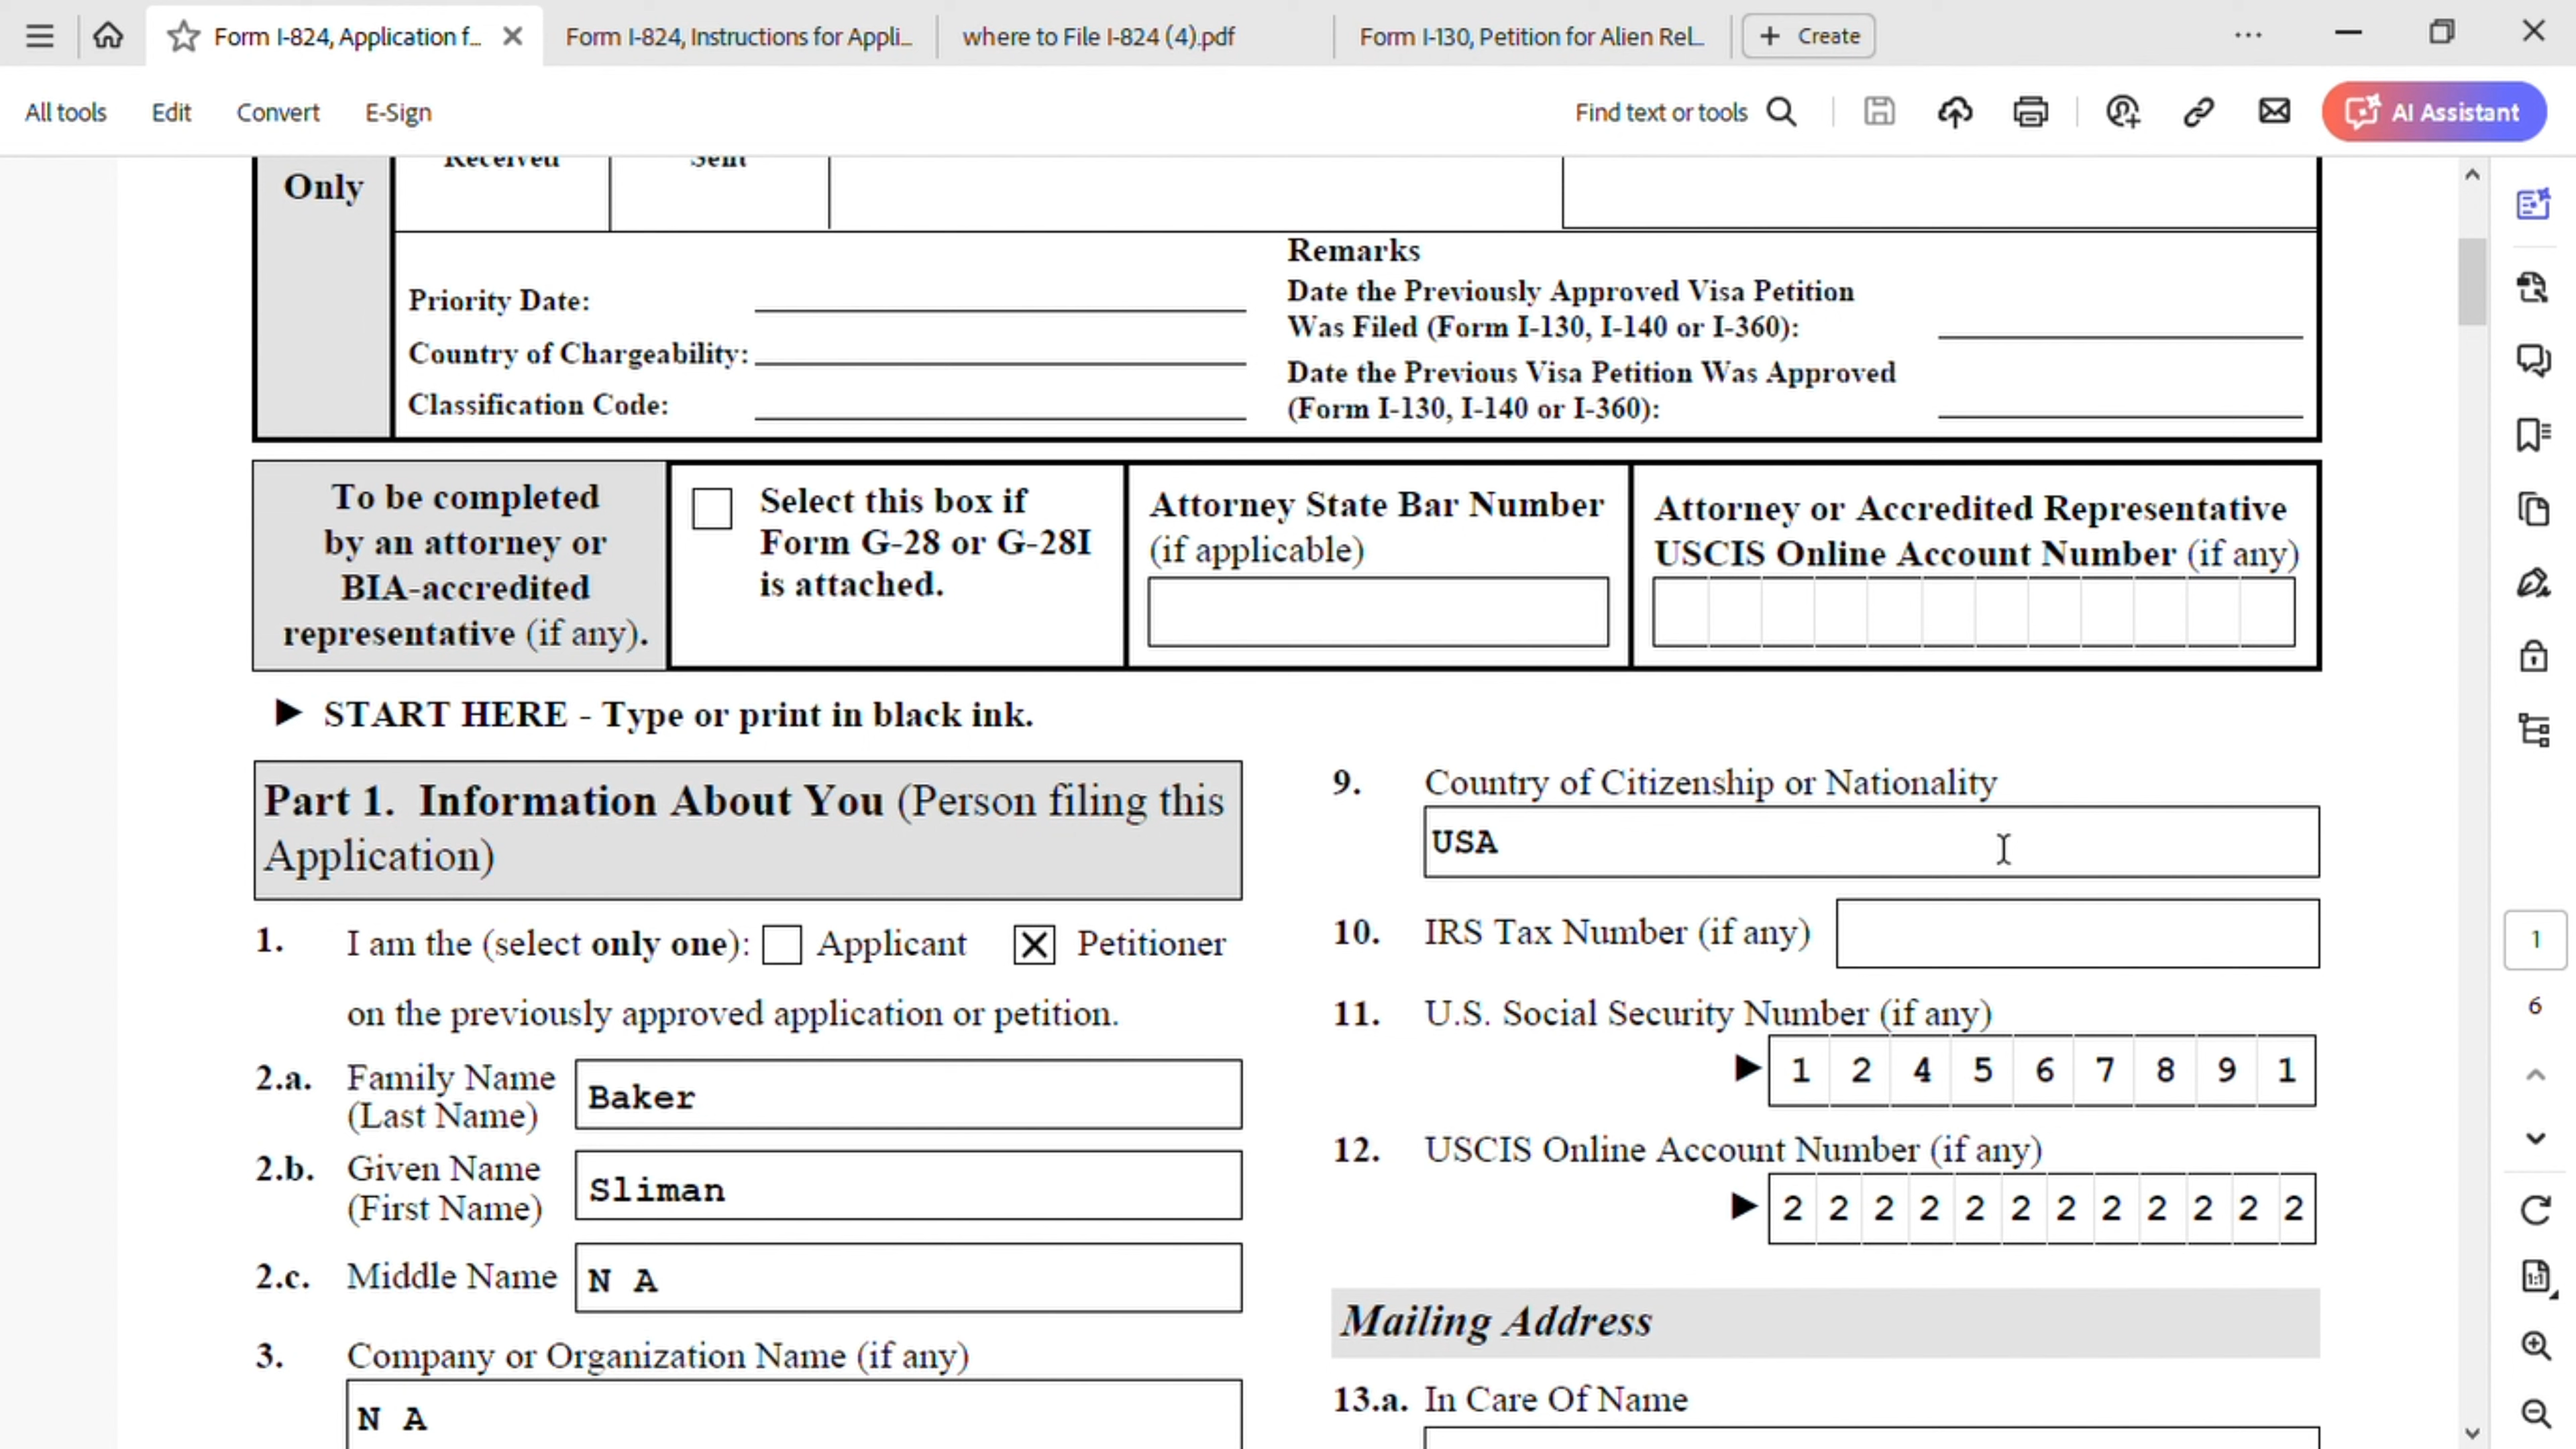 Form I-824, Application f...
Form I-824, Instructions for Appli...
where to File I-824 (4).pdf
Form I-130, Petition for Alien Rel...
+ Create
All tools
Edit
Convert
E-Sign
Find text or tools
AI Assistant
Received
Sent
Only
Remarks
Priority Date:
Country of Chargeability:
Classification Code:
Date the Previously Approved Visa Petition
Was Filed (Form I-130, I-140 or I-360):
Date the Previous Visa Petition Was Approved
(Form I-130, I-140 or I-360):
To be completed
by an attorney or
BIA-accredited
representative (if any).
Select this box if
Form G-28 or G-28I
is attached.
Attorney State Bar Number
(if applicable)
Attorney or Accredited Representative
USCIS Online Account Number (if any)
► START HERE - Type or print in black ink.
Part 1. Information About You (Person filing this
Application)
1. I am the (select only one): Applicant X Petitioner
on the previously approved application or petition.
2.a. Family Name
(Last Name)
Baker
2.b. Given Name
(First Name)
Sliman
2.c. Middle Name
N A
3. Company or Organization Name (if any)
N A
9. Country of Citizenship or Nationality
USA
10. IRS Tax Number (if any)
11. U.S. Social Security Number (if any)
► 1 2 4 5 6 7 8 9 1
12. USCIS Online Account Number (if any)
► 2 2 2 2 2 2 2 2 2 2 2 2
Mailing Address
13.a. In Care Of Name
1
6